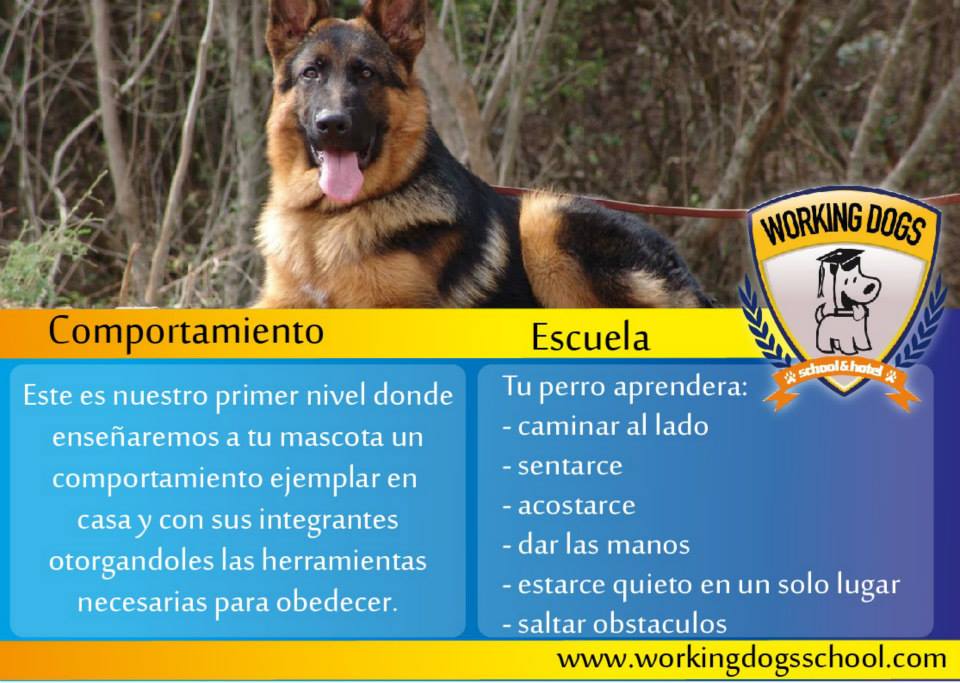 WORKING DOGS
school & hotel
Comportamiento
Este es nuestro primer nivel donde
enseñaremos a tu mascota un
comportamiento ejemplar en
casa y con sus integrantes
otorgandoles las herramientas
necesarias para obedecer.
Escuela
Tu perro aprendera:
- caminar al lado
- sentarce
- acostarce
- dar las manos
- estarce quieto en un solo lugar
- saltar obstaculos
www.workingdogsschool.com